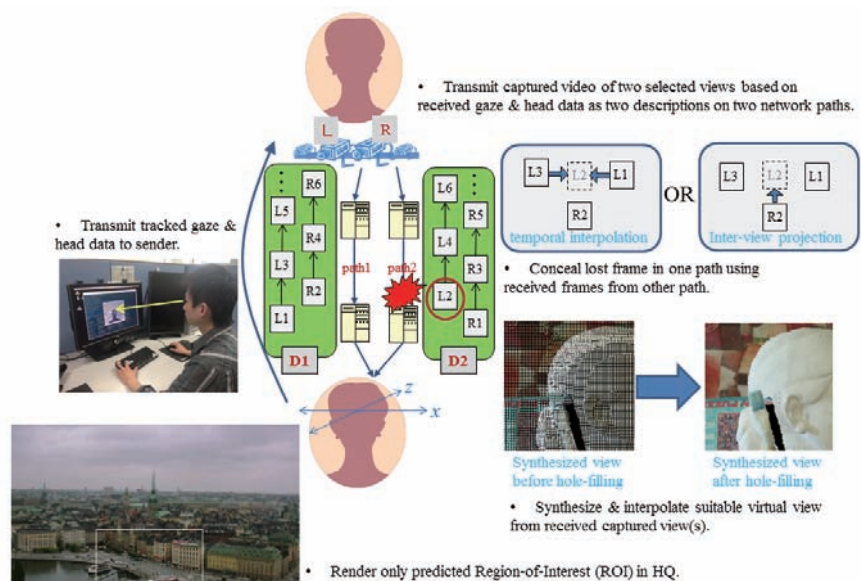 • Transmit captured video of two selected views based on
received gaze & head data as two descriptions on two network paths.
L R
• Transmit tracked gaze &
head data to sender.
R6
L5
R4
L3
R2
L1
D1
path1
path2
L6
R5
L4
R3
L2
R1
D2
L3 L2 L1
R2
temporal interpolation
OR
L3 L2 L1
R2
Inter-view projection
• Conceal lost frame in one path using
received frames from other path.
z
x
Synthesized view
before hole-filling
Synthesized view
after hole-filling
• Synthesize & interpolate suitable virtual view
from received captured view(s).
• Render only predicted Region-of-Interest (ROI) in HQ.